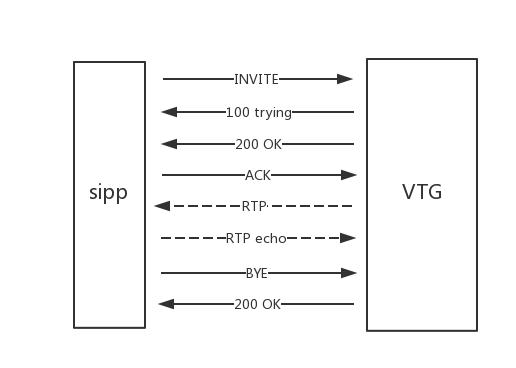 INVITE
100 trying
200 OK
ACK
sipp
VTG
RTP
RTP echo
BYE
200 OK